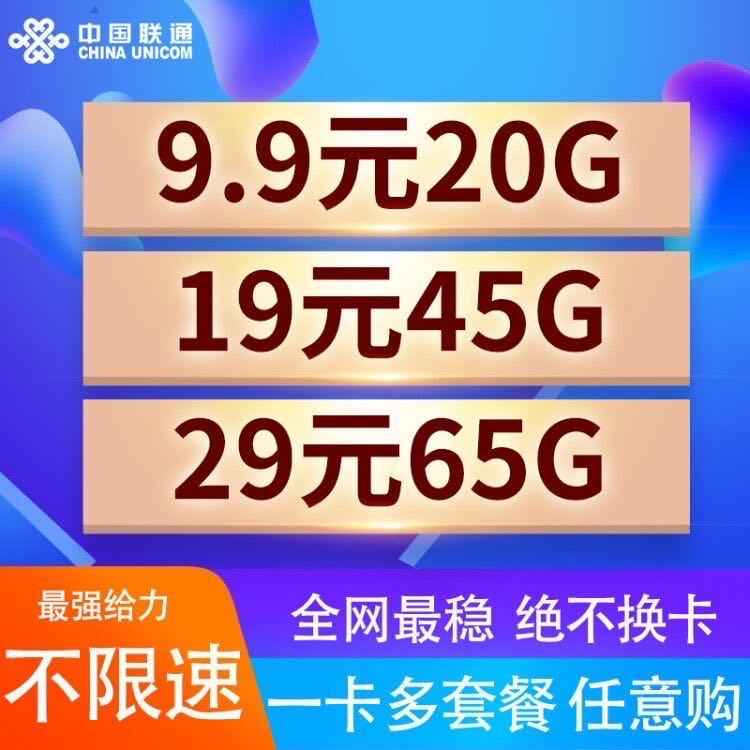 中国联通
CHINA UNICOM
9.9元20G
19元45G
29元65G
最强给力
不限速
全网最稳 绝不换卡
一卡多套餐 任意购